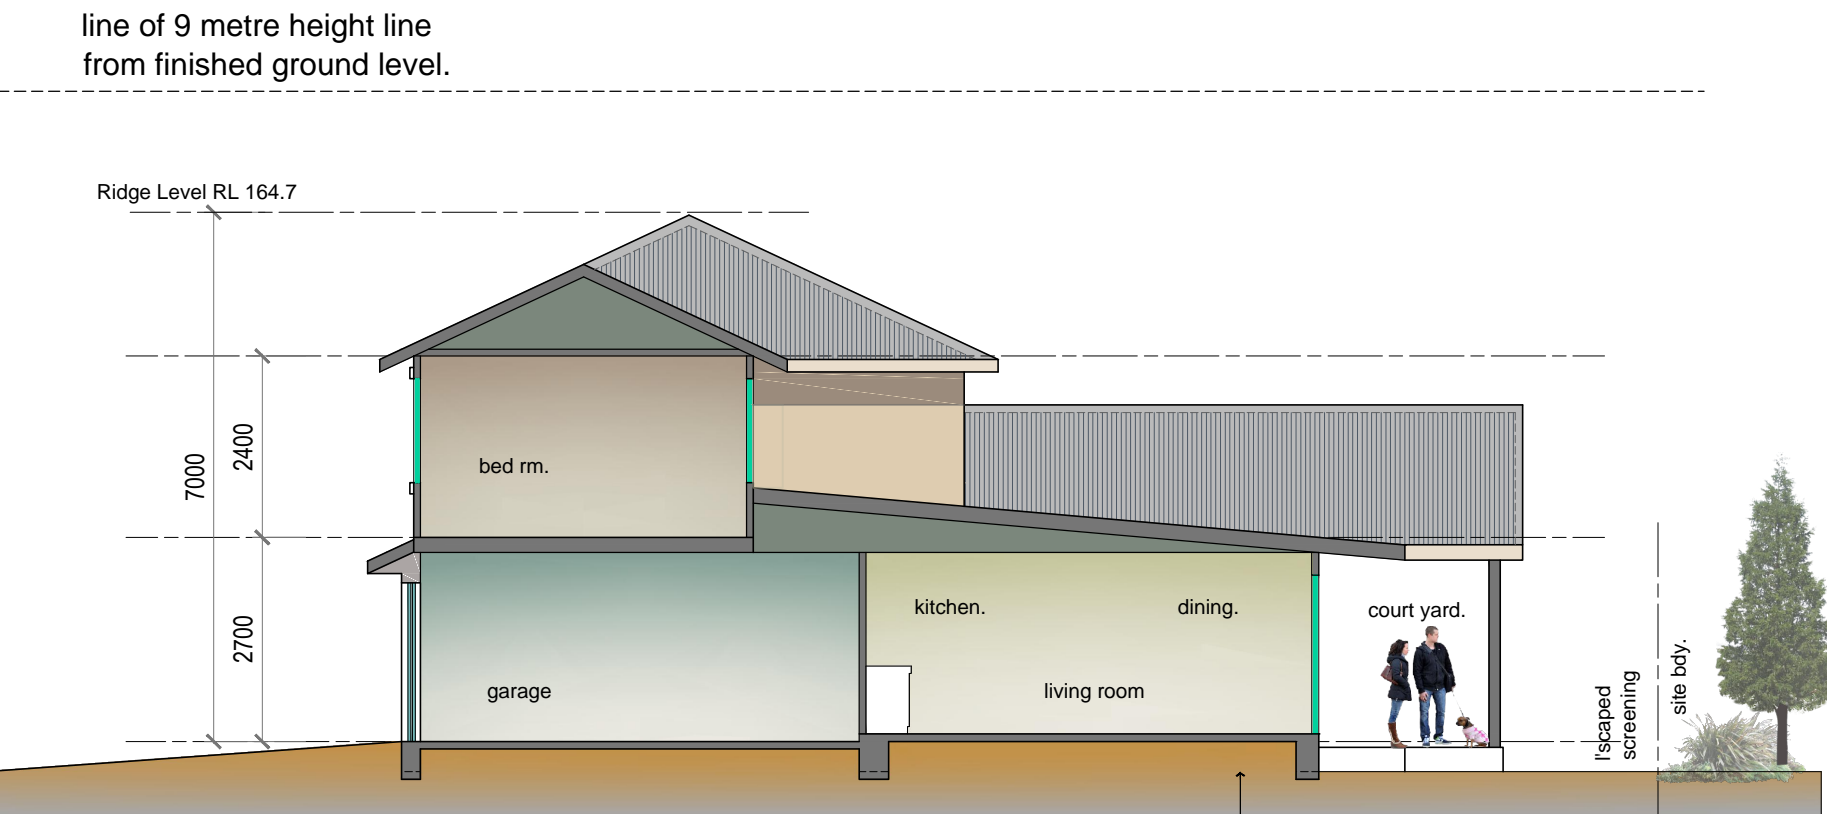 line of 9 metre height line
from finished ground level.
Ridge Level RL 164.7
7000
2400
2700
bed rm.
kitchen.
dining.
court yard.
garage
living room
l'scaped
screening
site bdy.